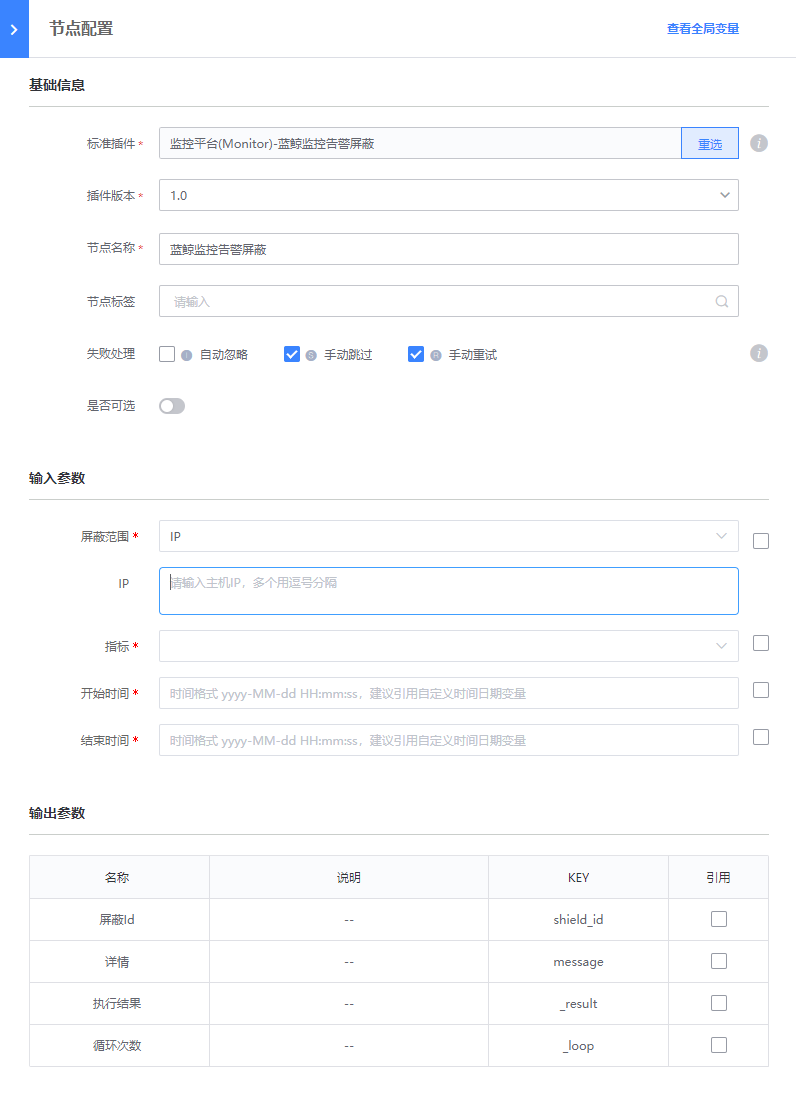 节点配置 查看全局变量
基础信息
标准插件 * 监控平台(Monitor)-蓝鲸监控告警屏蔽 重选
插件版本 * 1.0
节点名称 * 蓝鲸监控告警屏蔽
节点标签 请输入
失败处理 自动忽略 手动跳过 手动重试
是否可选
输入参数
屏蔽范围 * IP
IP 请输入主机IP，多个用逗号分隔
指标 *
开始时间 * 时间格式 yyyy-MM-dd HH:mm:ss，建议引用自定义时间日期变量
结束时间 * 时间格式 yyyy-MM-dd HH:mm:ss，建议引用自定义时间日期变量
输出参数
名称 说明 KEY 引用
屏蔽Id -- shield_id
详情 -- message
执行结果 -- _result
循环次数 -- _loop